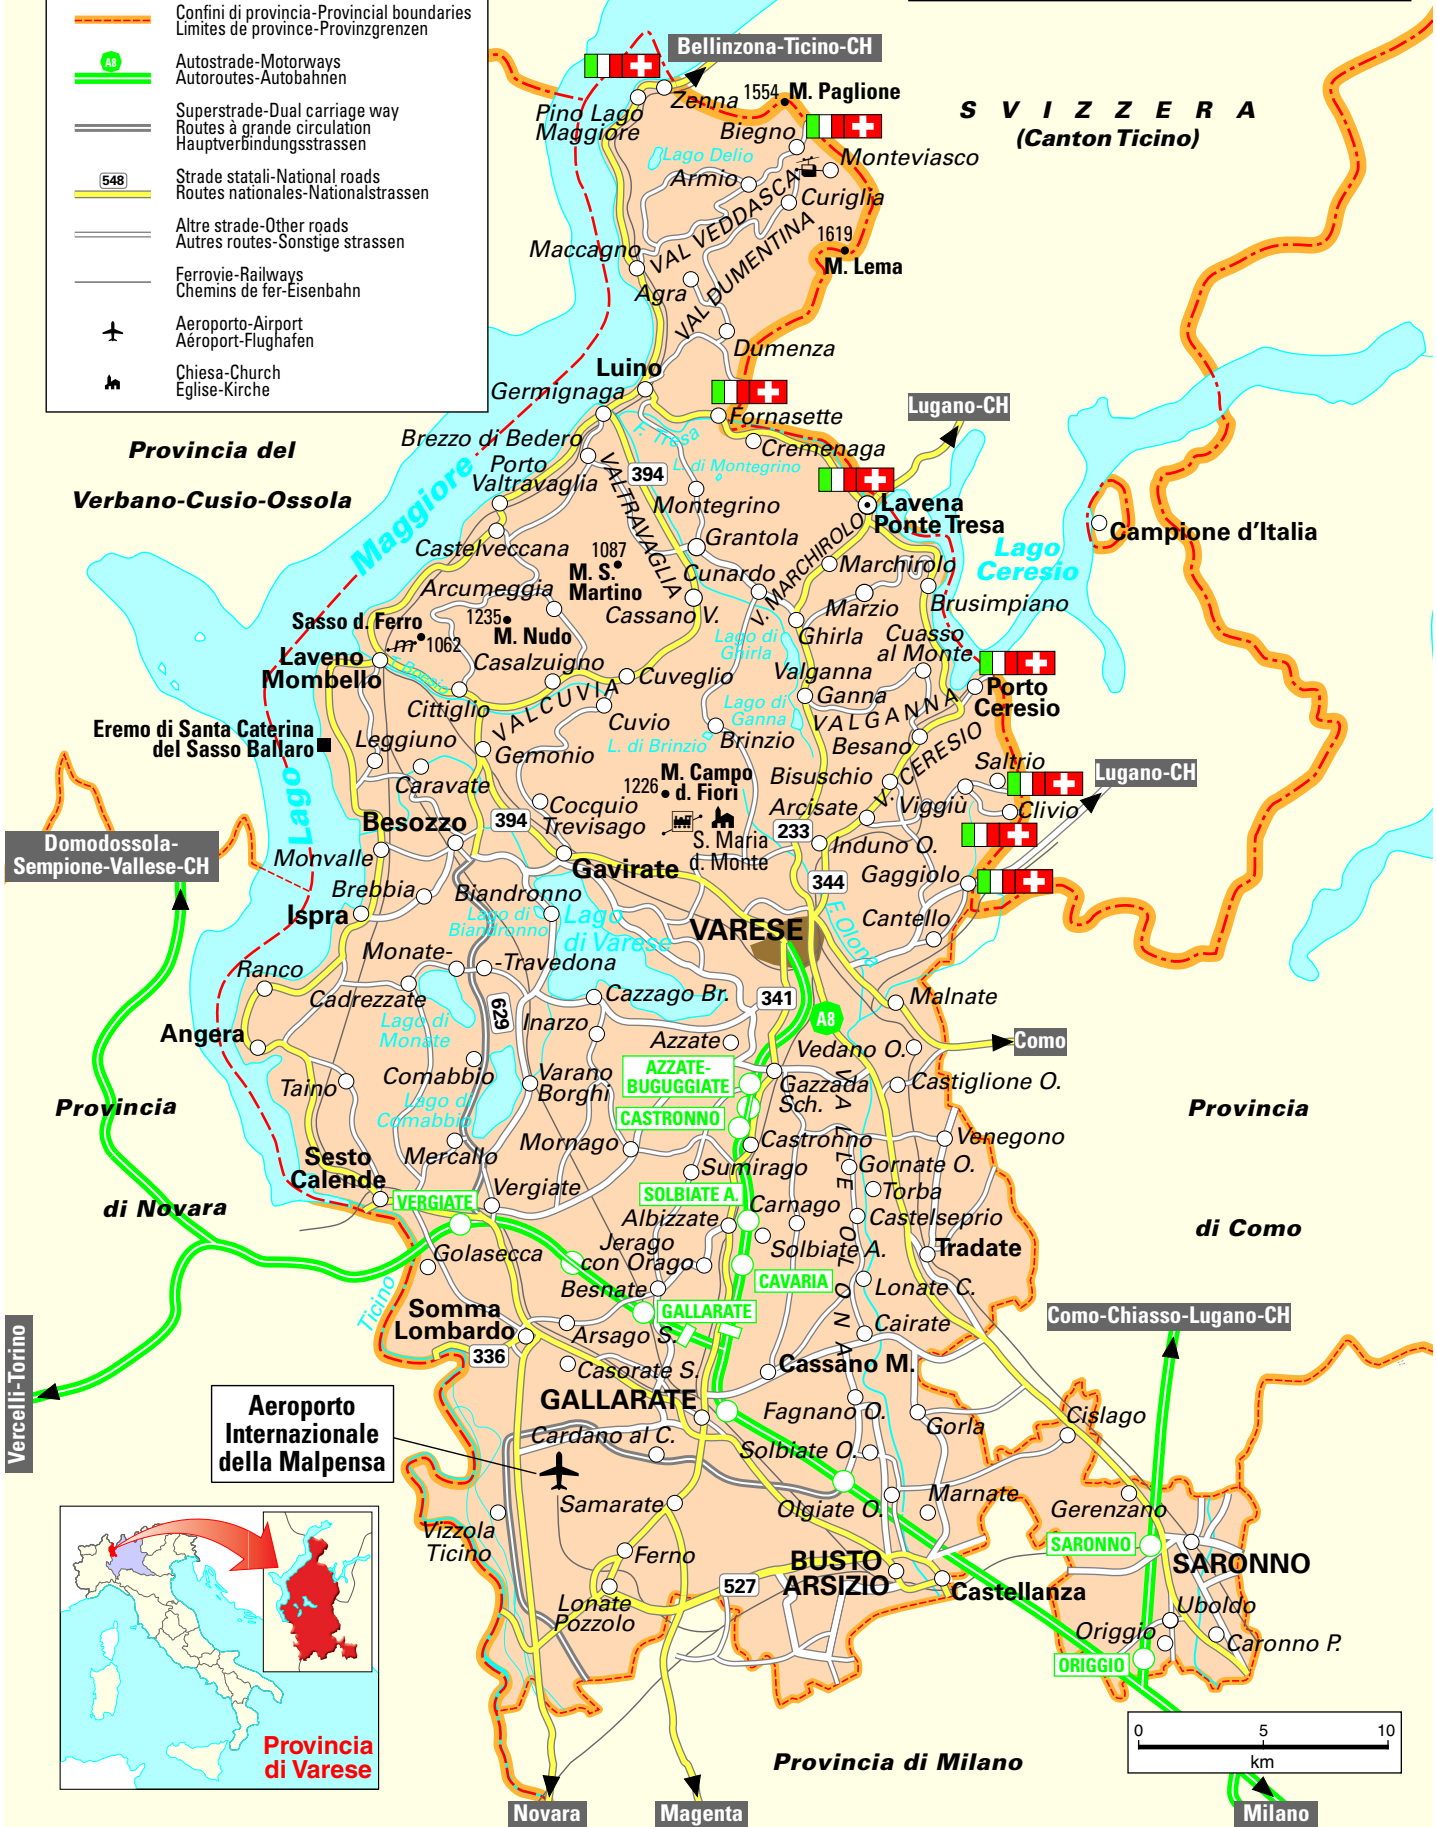 Confini di provincia-Provincial boundaries
Limites de province-Provinzgrenzen
A8
Autostrade-Motorways
Autoroutes-Autobahnen
Superstrade-Dual carriage way
Routes à grande circulation
Hauptverbindungsstrassen
548
Strade statali-National roads
Routes nationales-Nationalstrassen
Altre strade-Other roads
Autres routes-Sonstige strassen
Ferrovie-Railways
Chemins de fer-Eisenbahn
Aeroporto-Airport
Aéroport-Flughafen
Chiesa-Church
Église-Kirche
Bellinzona-Ticino-CH
Zenna
1554 M. Paglione
Pino Lago
Maggiore
Biegno
S V I Z Z E R A
(Canton Ticino)
Lago Delio
Monteviasco
Armio
Curiglia
VAL VEDDASCA
VAL DUMENTINA
1619
M. Lema
Maccagno
Agra
Dumenza
Luino
Germignaga
Fornasette
Lugano-CH
Provincia del
Verbano-Cusio-Ossola
Brezzo di Bedero
F. Tresa
Cremenaga
Porto
Valtravaglia
394
L. di Montegrino
Lago Maggiore
VALTRAVAGLIA
Montegrino
Lavena
Ponte Tresa
Campione d'Italia
Lago
Ceresio
Castelveccana
1087
M. S.
Martino
Grantola
V. MARCHIROLO
Marchirolo
Cunardo
Arcumeggia
Cassano V.
Marzio
Brusimpiano
Sasso d. Ferro
m 1062
1235
M. Nudo
Lago di
Ghirla
Ghirla
Cuasso
al Monte
Laveno
Mombello
T. Boesio
Casalzuigno
Cuveglio
Valganna
Ganna
Porto
Ceresio
Cittiglio
VALCUVIA
Cuvio
Lago di
Ganna
VALGANNA
Eremo di Santa Caterina
del Sasso Ballaro
Leggiuno
Gemonio
L. di Brinzio
Brinzio
Besano
V. CERESIO
Saltrio
Caravate
1226
M. Campo
d. Fiori
Bisuschio
Lugano-CH
Cocquio
Trevisago
Arcisate
Viggiù
Clivio
Besozzo
394
S. Maria
d. Monte
233
Induno O.
Domodossola-
Sempione-Vallese-CH
Monvalle
Gavirate
344
Gaggiolo
Brebbia
Biandronno
Ispra
Lago di
Biandronno
Lago
di Varese
VARESE
F. Olona
Cantello
Monate-
-Travedona
Ranco
Cadrezzate
629
Cazzago Br.
341
Malnate
Lago di
Monate
Inarzo
A8
Angera
Azzate
Vedano O.
Como
Comabbio
Varano
Borghi
AZZATE-
BUGUGGIATE
Gazzada
Sch.
Castiglione O.
Taino
Lago di
Comabbio
CASTRONNO
Provincia
di Novara
Provincia
di Como
Mercallo
Mornago
Castronno
VALLE OLONA
Venegono
Sesto
Calende
Sumirago
Gornate O.
VERGIATE
Vergiate
SOLBIATE A.
Carnago
Torba
Albizzate
Castelseprio
Golasecca
Jerago
con Orago
Solbiate A.
Tradate
Ticino
Besnate
CAVARIA
Lonate C.
Somma
Lombardo
GALLARATE
Como-Chiasso-Lugano-CH
Arsago S.
Cairate
336
Casorate S.
Cassano M.
Vercelli-Torino
Aeroporto
Internazionale
della Malpensa
GALLARATE
Fagnano O.
Gorla
Cislago
Cardano al C.
Solbiate O.
Samarate
Olgiate O.
Marnate
Gerenzano
Vizzola
Ticino
SARONNO
Ferno
BUSTO
ARSIZIO
SARONNO
527
Castellanza
Lonate
Pozzolo
Uboldo
Origgio
Caronno P.
ORIGGIO
Provincia
di Varese
0 5 10
km
Provincia di Milano
Novara
Magenta
Milano